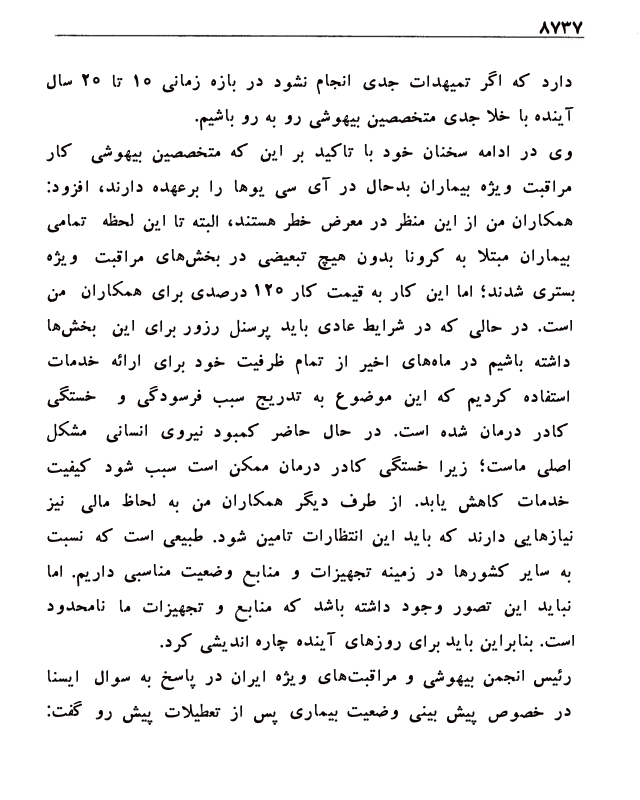 ۸۷۳۷
دارد که اگر تمیهدات جدی انجام نشود در بازه زمانی ۱۵ تا ۲۵ سال
آینده با خلا جدی متخصصین بیهوشی رو به رو باشیم.
وی در ادامه سخنان خود با تاکید بر این که متخصصین بیهوشی کار
مراقبت ویژه بیماران بدحال در آی سی یوها را برعهده دارند، افزود:
همکاران من از این منظر در معرض خطر هستند، البته تا این لحظه تمامی
بیماران مبتلا به کرونا بدون هیچ تبعیضی در بخش‌های مراقبت ویژه
بستری شدند؛ اما این کار به قیمت کار ۱۲۵ درصدی برای همکاران من
است. در حالی که در شرایط عادی باید پرسنل رزور برای این بخش‌ها
داشته باشیم در ماه‌های اخیر از تمام ظرفیت خود برای ارائه خدمات
استفاده کردیم که این موضوع به تدریج سبب فرسودگی و خستگی
کادر درمان شده است. در حال حاضر کمبود نیروی انسانی مشکل
اصلی ماست؛ زیرا خستگی کادر درمان ممکن است سبب شود کیفیت
خدمات کاهش یابد. از طرف دیگر همکاران من به لحاظ مالی نیز
نیازهایی دارند که باید این انتظارات تامین شود. طبیعی است که نسبت
به سایر کشورها در زمینه تجهیزات و منابع وضعیت مناسبی داریم. اما
نباید این تصور وجود داشته باشد که منابع و تجهیزات ما نامحدود
است. بنابراین باید برای روزهای آینده چاره اندیشی کرد.
رئیس انجمن بیهوشی و مراقبت‌های ویژه ایران در پاسخ به سوال ایسنا
در خصوص پیش بینی وضعیت بیماری پس از تعطیلات پیش رو گفت: